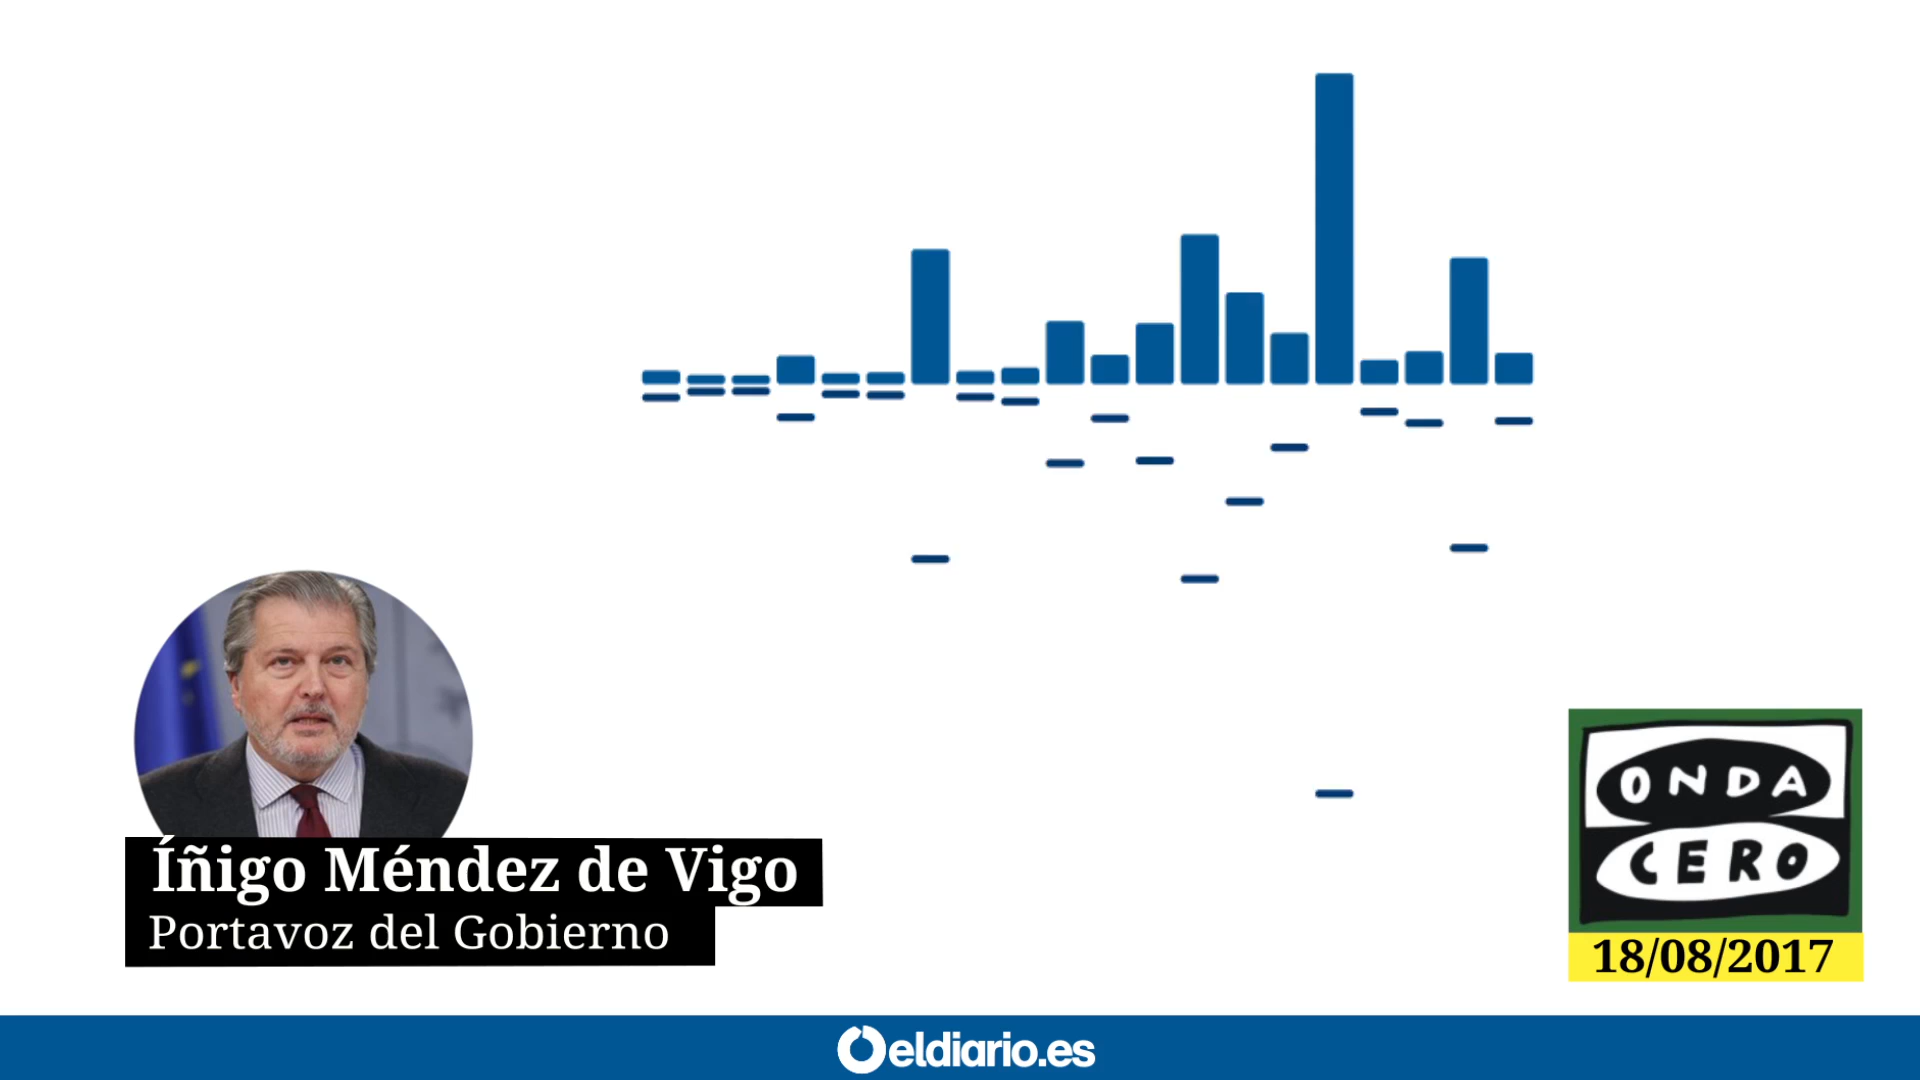 Íñigo Méndez de Vigo
Portavoz del Gobierno
ONDA
CERO
18/08/2017
eldiario.es